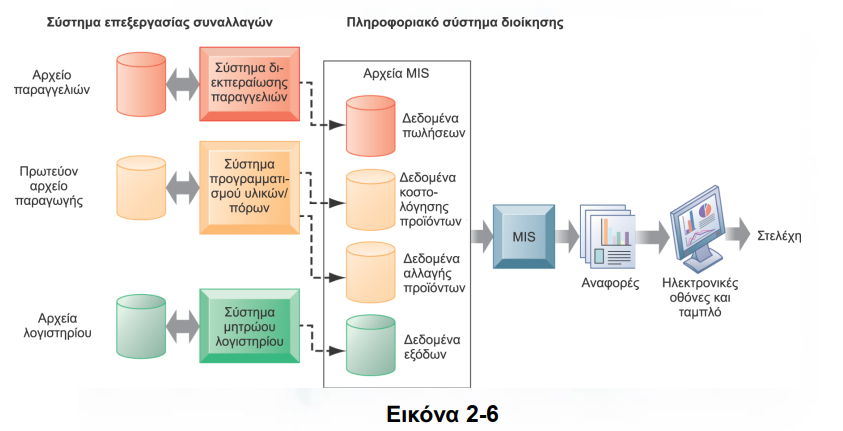 Σύστημα επεξεργασίας συναλλαγών
Πληροφοριακό σύστημα διοίκησης
Αρχείο
παραγγελιών
Σύστημα δι-
εκπεραίωσης
παραγγελιών
Αρχεία MIS
Δεδομένα
πωλήσεων
Πρωτεύον
αρχείο
παραγωγής
Σύστημα
προγραμματι-
σμού υλικών/
πόρων
Δεδομένα
κοστο-
λόγησης
προϊόντων
MIS
Αναφορές
Ηλεκτρονικές
οθόνες και
ταμπλό
Στελέχη
Δεδομένα
αλλαγής
προϊόντων
Αρχεία
λογιστηρίου
Σύστημα
μητρώου
λογιστηρίου
Δεδομένα
εξόδων
Εικόνα 2-6